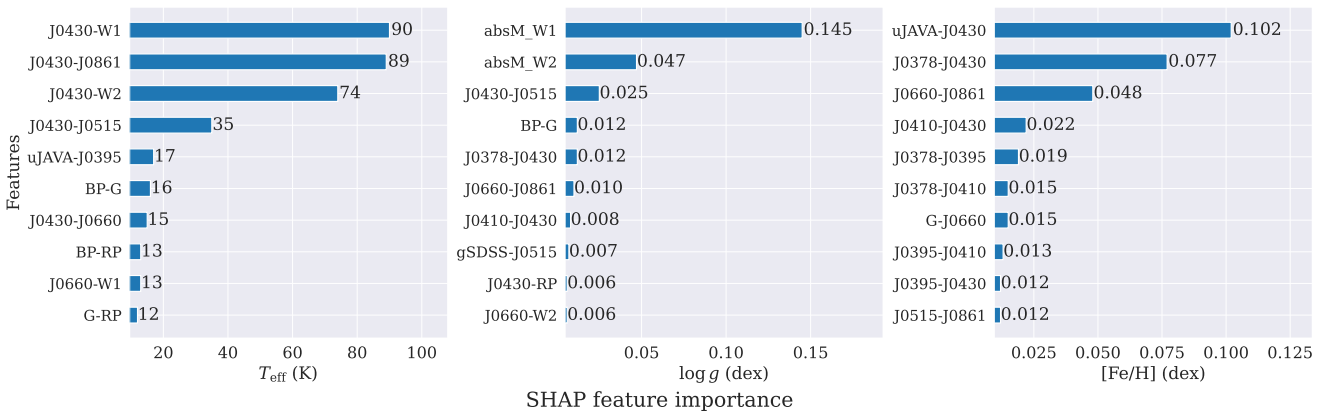 Features
J0430-W1 90
J0430-J0861 89
J0430-W2 74
J0430-J0515 35
uJAVA-J0395 17
BP-G 16
J0430-J0660 15
BP-RP 13
J0660-W1 13
G-RP 12
20 40 60 80 100
T_eff (K)
absM_W1 0.145
absM_W2 0.047
J0430-J0515 0.025
BP-G 0.012
J0378-J0430 0.012
J0660-J0861 0.010
J0410-J0430 0.008
gSDSS-J0515 0.007
J0430-RP 0.006
J0660-W2 0.006
0.05 0.10 0.15
log g (dex)
uJAVA-J0430 0.102
J0378-J0430 0.077
J0660-J0861 0.048
J0410-J0430 0.022
J0378-J0395 0.019
J0378-J0410 0.015
G-J0660 0.015
J0395-J0410 0.013
J0395-J0430 0.012
J0515-J0861 0.012
0.025 0.050 0.075 0.100 0.125
[Fe/H] (dex)
SHAP feature importance